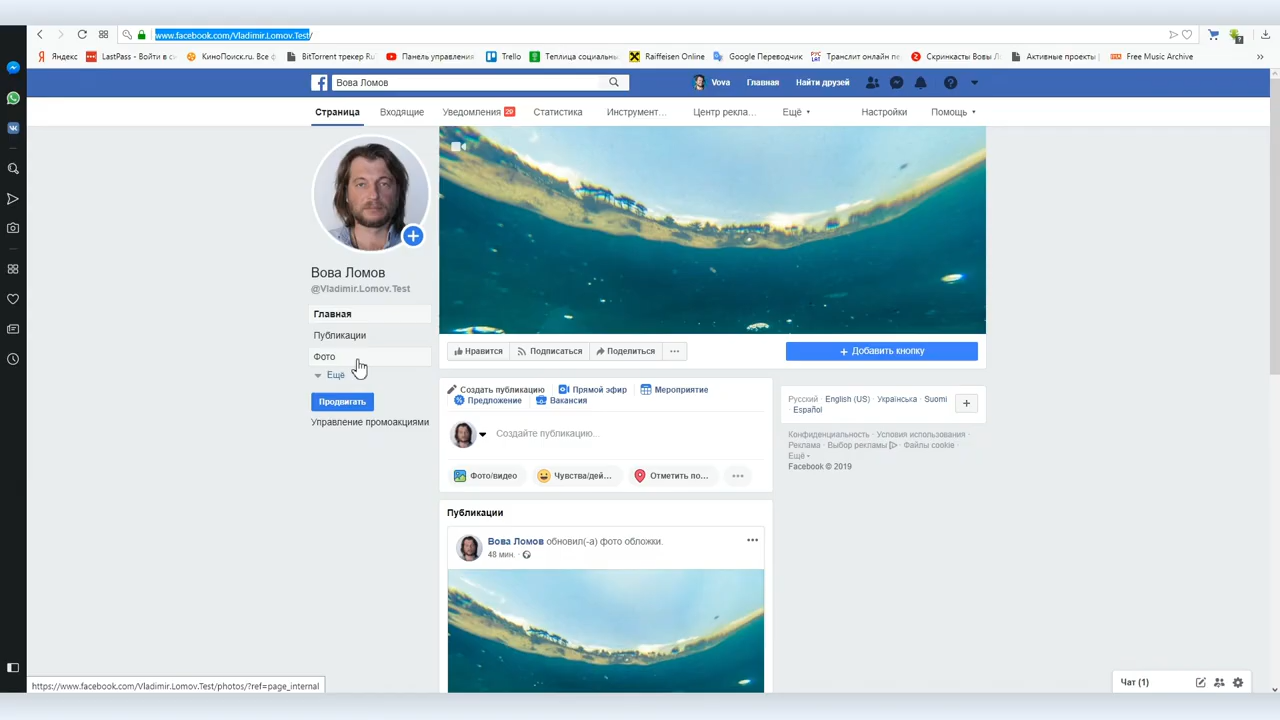 www.facebook.com/Vladimir.Lomov.Test/
Яндекс
LastPass - Войти в си
КиноПоиск.ru. Все ф
BitTorrent трекер Ru
Панель управления
Trello
Теплица социальны
Raiffeisen Online
Google Переводчик
Транслит онлайн пе
Скринкасты Вовы Л
Активные проекты
Free Music Archive
Вова Ломов
Vova
Главная
Найти друзей
Страница
Входящие
Уведомления 20
Статистика
Инструмент...
Центр рекла...
Ещё
Настройки
Помощь
Вова Ломов
@Vladimir.Lomov.Test
Главная
Публикации
Фото
Ещё
Продвигать
Управление промоакциями
Нравится
Подписаться
Поделиться
Добавить кнопку
Создать публикацию
Прямой эфир
Мероприятие
Предложение
Вакансия
Создайте публикацию...
Фото/видео
Чувства/дей...
Отметить по...
Русский · English (US) · Українська · Suomi
· Español
Конфиденциальность · Условия использования ·
Реклама · Выбор рекламы · Файлы cookie ·
Ещё
Facebook © 2019
Публикации
Вова Ломов обновил(-а) фото обложки.
48 мин. ·
Чат (1)
https://www.facebook.com/Vladimir.Lomov.Test/photos/?ref=page_internal